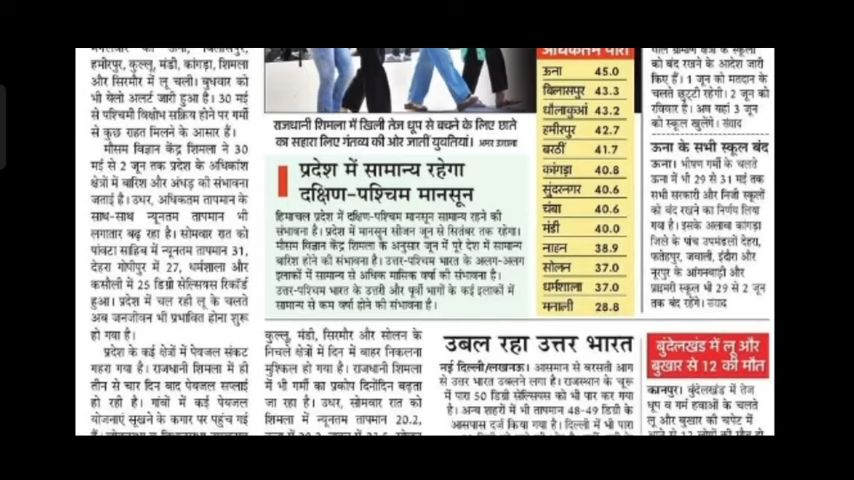 हमीरपुर, कुल्लू, मंडी, कांगड़ा, शिमला
और सिरमौर में लू चली। बुधवार को
भी येलो अलर्ट जारी हुआ है। 30 मई
से पश्चिमी विक्षोभ सक्रिय होने पर गर्मी
से कुछ राहत मिलने के आसार हैं।
मौसम विज्ञान केंद्र शिमला ने 30
मई से 2 जून तक प्रदेश के अधिकांश
क्षेत्रों में बारिश और अंधड़ की संभावना
जताई है। उधर, अधिकतम तापमान के
साथ-साथ न्यूनतम तापमान भी
लगातार बढ़ रहा है। सोमवार रात को
पांवटा साहिब में न्यूनतम तापमान 31,
देहरा गोपीपुर में 27, धर्मशाला और
कसौली में 25 डिग्री सेल्सियस रिकॉर्ड
हुआ। प्रदेश में चल रही लू के चलते
अब जनजीवन भी प्रभावित होना शुरू
हो गया है।
प्रदेश के कई क्षेत्रों में पेयजल संकट
गहरा गया है। राजधानी शिमला में ही
तीन से चार दिन बाद पेयजल सप्लाई
हो रही है। गांवों में कई पेयजल
योजनाएं सूखने के कगार पर पहुंच गई
राजधानी शिमला में खिली तेज धूप से बचने के लिए छाते
का सहारा लिए गंतव्य की ओर जातीं युवतियां। अमर उजाला
प्रदेश में सामान्य रहेगा
दक्षिण-पश्चिम मानसून
हिमाचल प्रदेश में दक्षिण-पश्चिम मानसून सामान्य रहने की
संभावना है। प्रदेश में मानसून सीजन जून से सितंबर तक रहेगा।
मौसम विज्ञान केंद्र शिमला के अनुसार जून में पूरे देश में सामान्य
बारिश होने की संभावना है। उत्तर-पश्चिम भारत के अलग-अलग
इलाकों में सामान्य से अधिक मासिक वर्षा की संभावना है।
उत्तर-पश्चिम भारत के उत्तरी और पूर्वी भागों के कई इलाकों में
सामान्य से कम वर्षा होने की संभावना है।
कुल्लू, मंडी, सिरमौर और सोलन के
निचले क्षेत्रों में दिन में बाहर निकलना
मुश्किल हो गया है। राजधानी शिमला
में भी गर्मी का प्रकोप दिनोंदिन बढ़ता
जा रहा है। उधर, सोमवार रात को
शिमला में न्यूनतम तापमान 20.2,
अधिकतम पारा
ऊना 45.0
बिलासपुर 43.3
धौलाकुआं 43.2
हमीरपुर 42.7
बरठीं 41.7
कांगड़ा 40.8
सुंदरनगर 40.6
चंबा 40.6
मंडी 40.0
नाहन 38.9
सोलन 37.0
धर्मशाला 37.0
मनाली 28.8
उबल रहा उत्तर भारत
नई दिल्ली/लखनऊ। आसमान से बरसती आग
से उत्तर भारत उबलने लगा है। राजस्थान के चूरू
में पारा 50 डिग्री सेल्सियस को भी पार कर गया है।
अन्य शहरों में भी तापमान 48-49 डिग्री के
आसपास दर्ज किया गया है। दिल्ली में भी पारा
को बंद रखने के आदेश जारी
किए हैं। 1 जून को मतदान के
चलते छुट्टी रहेगी। 2 जून को
रविवार है। अब यहां 3 जून
को स्कूल खुलेंगे। संवाद
ऊना के सभी स्कूल बंद
ऊना। भीषण गर्मी के चलते
ऊना में भी 29 से 31 मई तक
सभी सरकारी और निजी स्कूलों
को बंद रखने का निर्णय लिया
गया है। इसके अलावा कांगड़ा
जिले के पांच उपमंडलों देहरा,
फतेहपुर, जवाली, इंदौरा और
नूरपुर के आंगनबाड़ी और
प्राइमरी स्कूल भी 29 से 2 जून
तक बंद रहेंगे। संवाद
बुंदेलखंड में लू और
बुखार से 12 की मौत
कानपुर। बुंदेलखंड में तेज
धूप व गर्म हवाओं के चलते
लू और बुखार की चपेट में